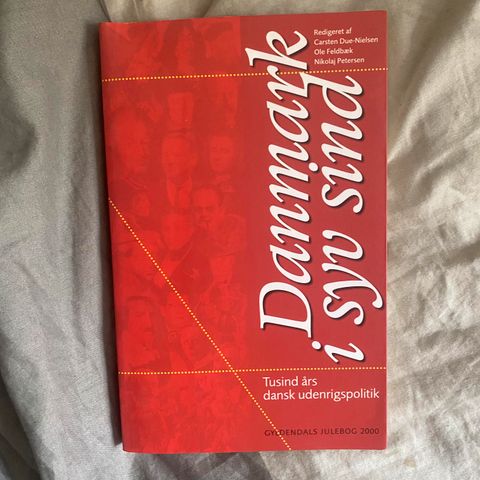 Redigeret af
Carsten Due-Nielsen
Ole Feldbæk
Nikolaj Petersen
Danmark
i syv sind
Tusind års
dansk udenrigspolitik
GYLDENDALS JULEBOG 2000